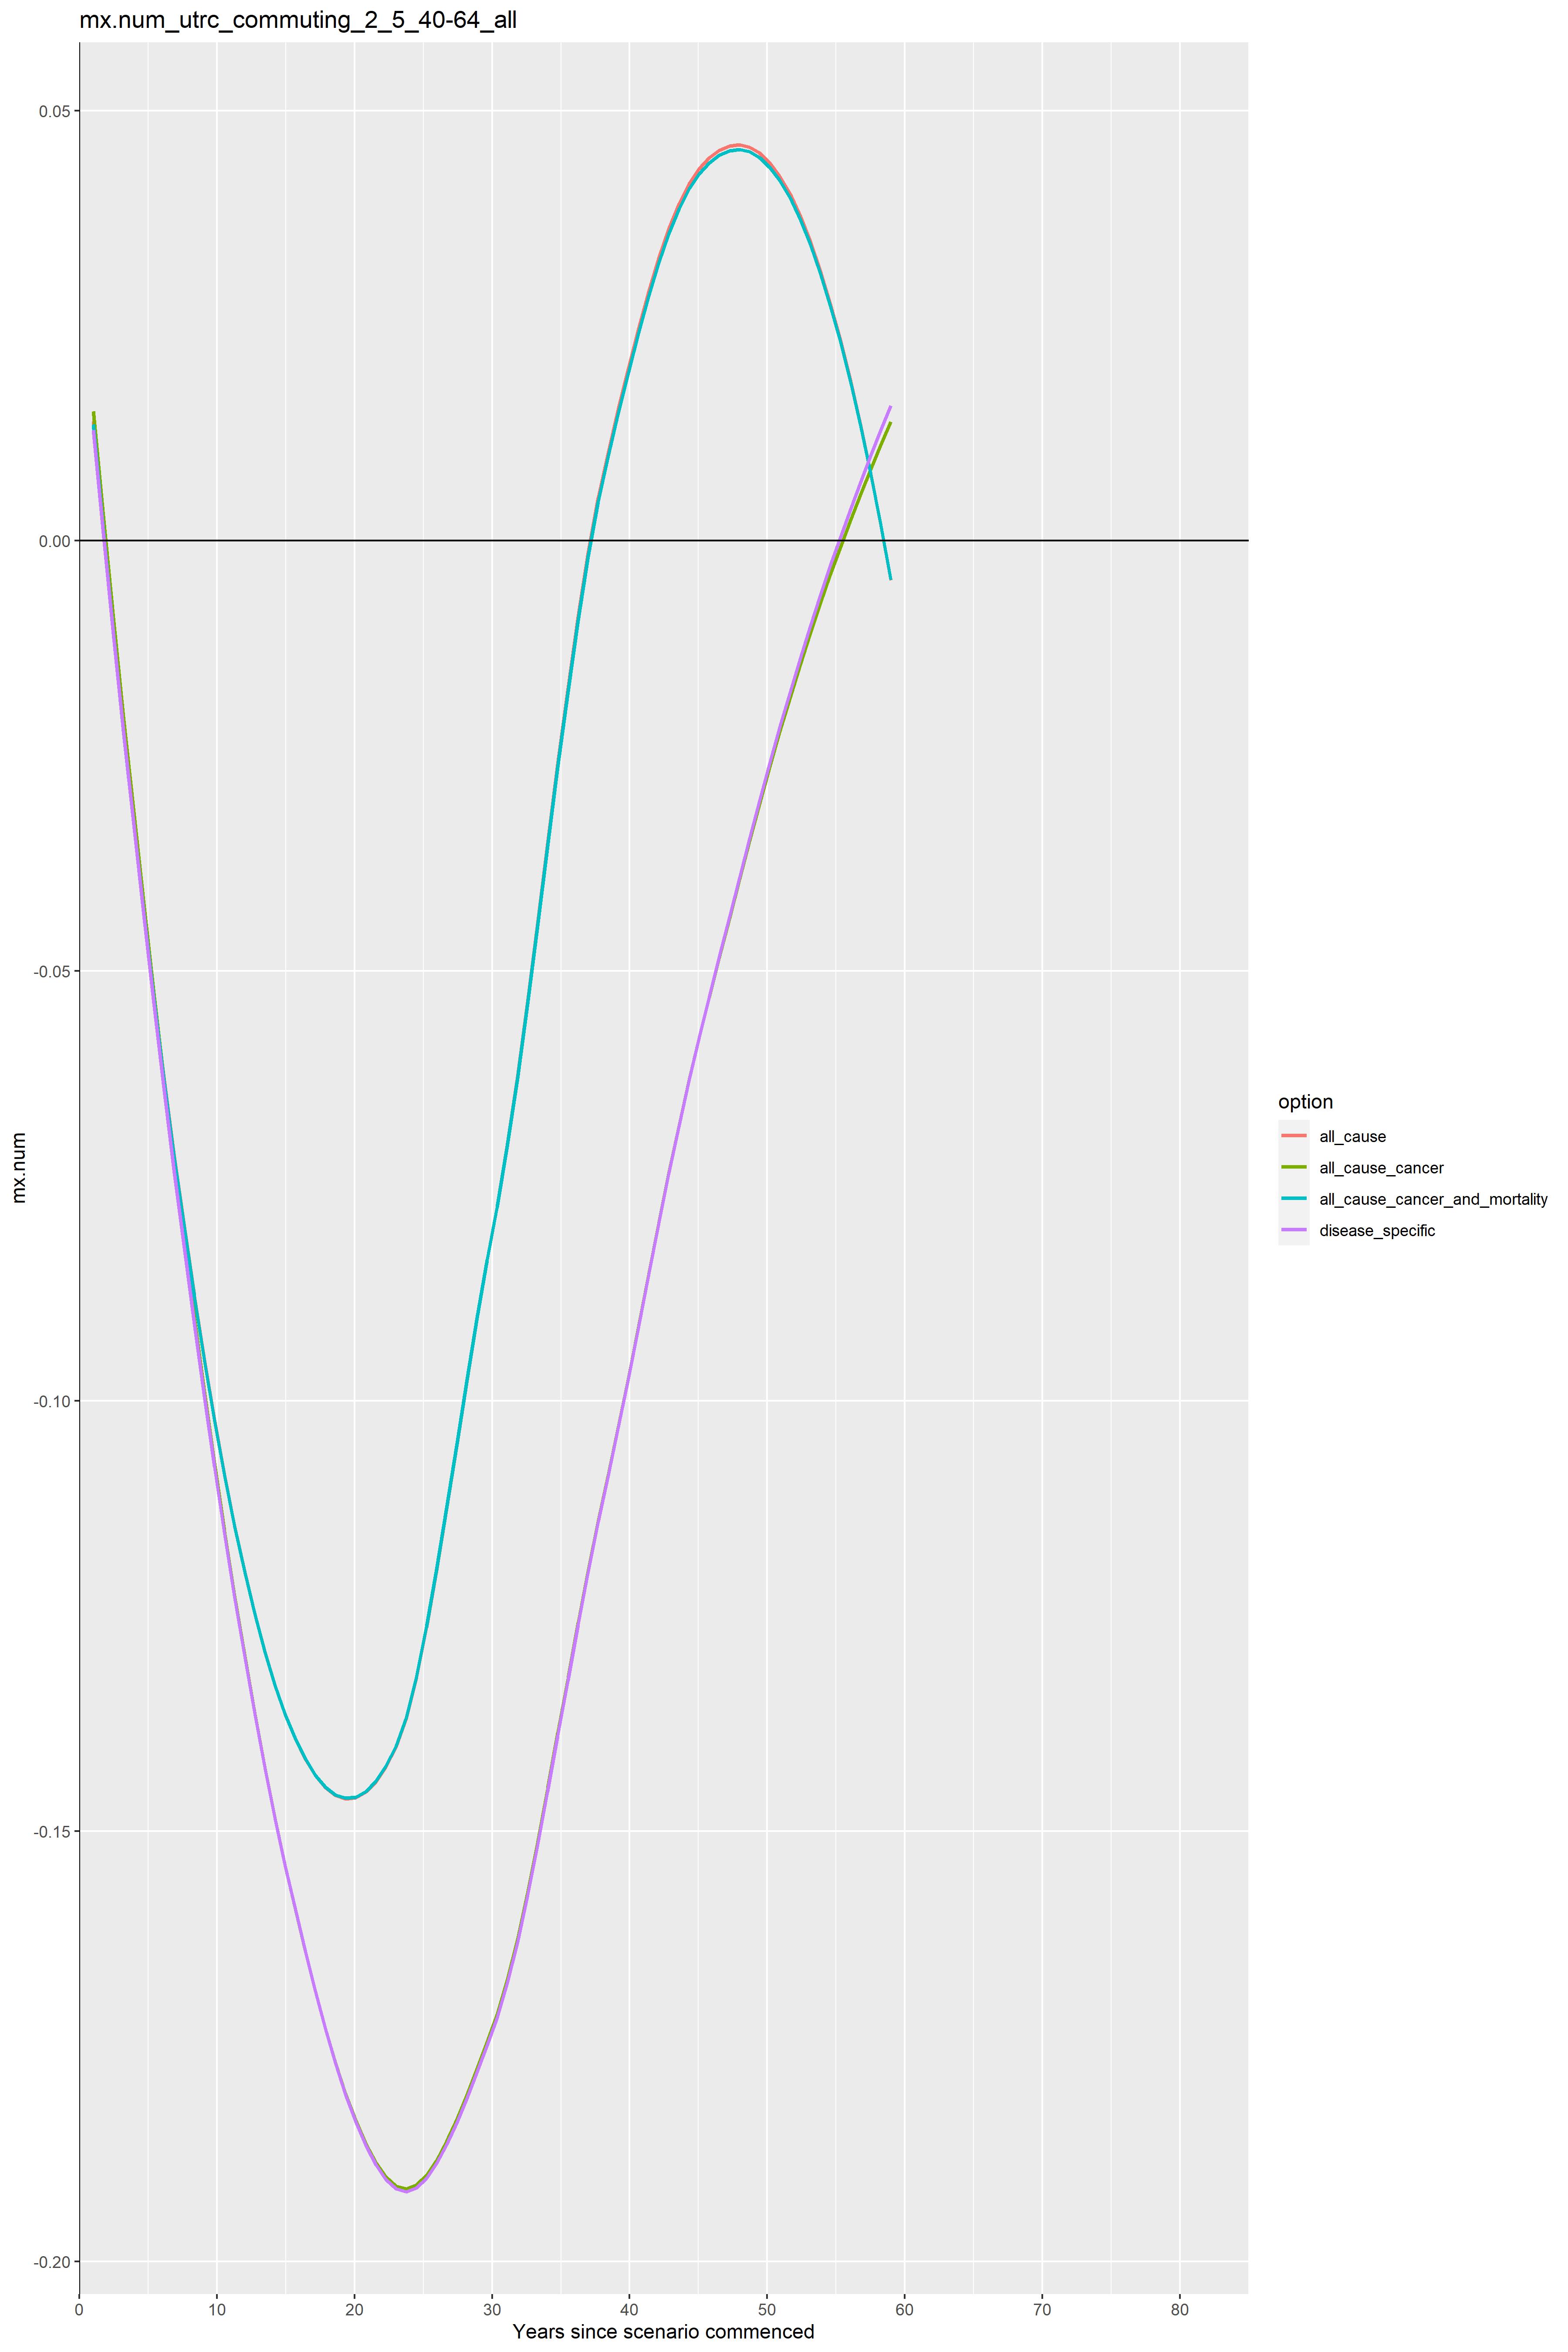 mx.num_utrc_commuting_2_5_40-64_all
0.05
0.00
-0.05
-0.10
-0.15
-0.20
mx.num
0 10 20 30 40 50 60 70 80
Years since scenario commenced
option
all_cause
all_cause_cancer
all_cause_cancer_and_mortality
disease_specific